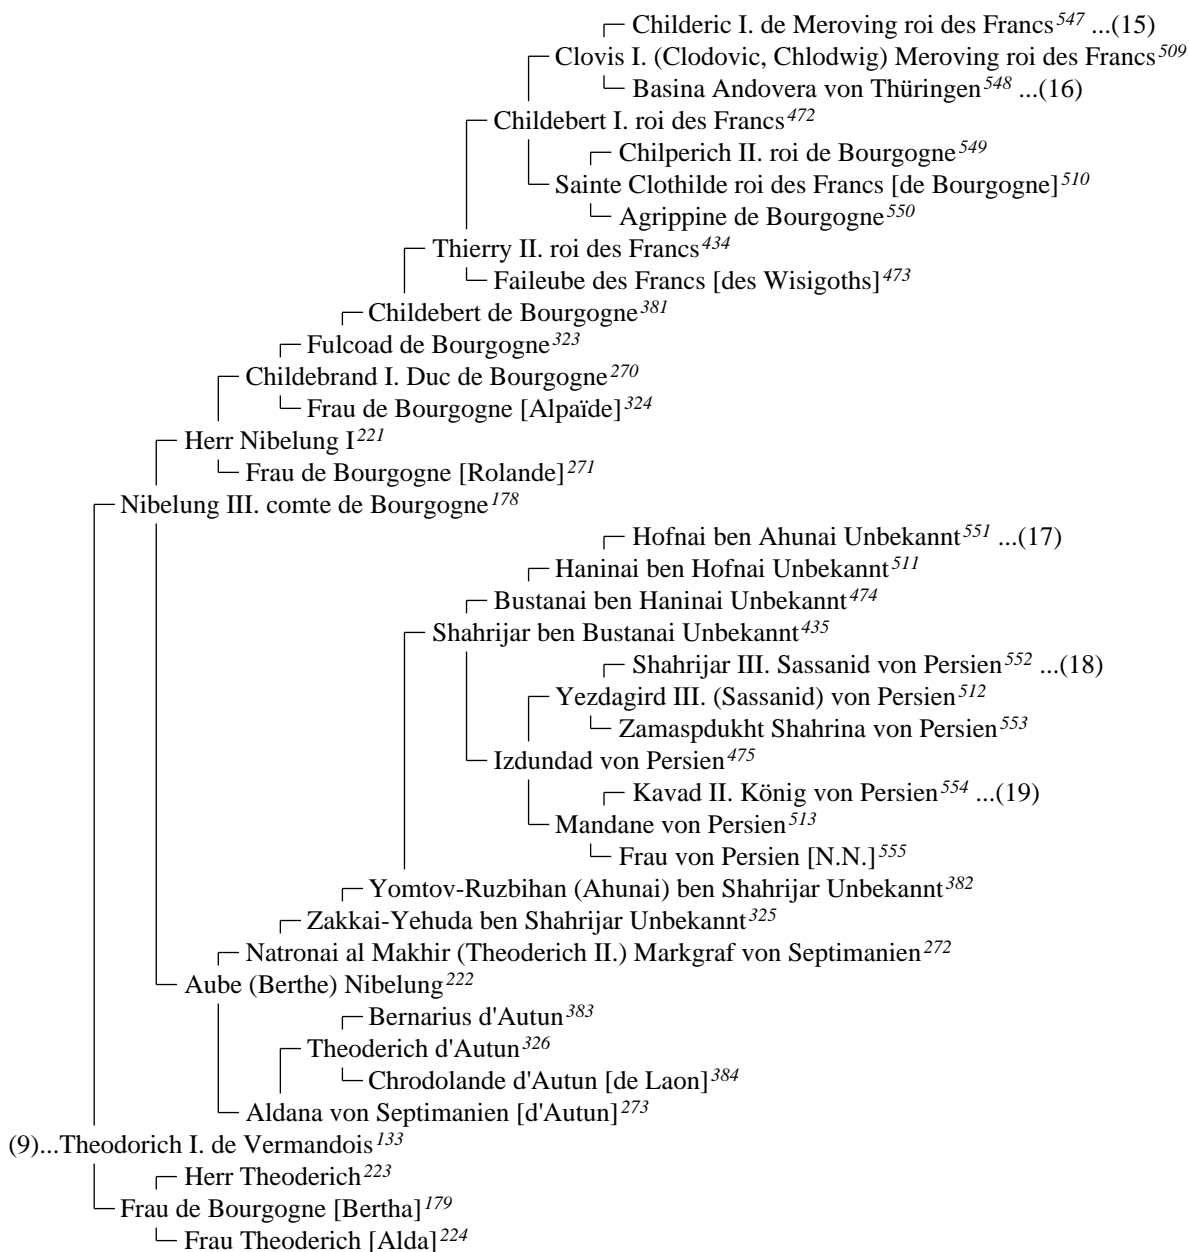 Childeric I. de Meroving roi des Francs547 ...(15)
Clovis I. (Clodovic, Chlodwig) Meroving roi des Francs509
Basina Andovera von Thüringen548 ...(16)
Childebert I. roi des Francs472
Chilperich II. roi de Bourgogne549
Sainte Clothilde roi des Francs [de Bourgogne]510
Agrippine de Bourgogne550
Thierry II. roi des Francs434
Faileube des Francs [des Wisigoths]473
Childebert de Bourgogne381
Fulcoad de Bourgogne323
Childebrand I. Duc de Bourgogne270
Frau de Bourgogne [Alpaïde]324
Herr Nibelung I221
Frau de Bourgogne [Rolande]271
Nibelung III. comte de Bourgogne178
Hofnai ben Ahunai Unbekannt551 ...(17)
Haninai ben Hofnai Unbekannt511
Bustanai ben Haninai Unbekannt474
Shahrijar ben Bustanai Unbekannt435
Shahrijar III. Sassanid von Persien552 ...(18)
Yezdagird III. (Sassanid) von Persien512
Zamaspdukht Shahrina von Persien553
Izdundad von Persien475
Kavad II. König von Persien554 ...(19)
Mandane von Persien513
Frau von Persien [N.N.]555
Yomtov-Ruzbihan (Ahunai) ben Shahrijar Unbekannt382
Zakkai-Yehuda ben Shahrijar Unbekannt325
Natronai al Makhir (Theoderich II.) Markgraf von Septimanien272
Aube (Berthe) Nibelung222
Bernarius d'Autun383
Theoderich d'Autun326
Chrodolande d'Autun [de Laon]384
Aldana von Septimanien [d'Autun]273
(9)...Theodorich I. de Vermandois133
Herr Theoderich223
Frau de Bourgogne [Bertha]179
Frau Theoderich [Alda]224